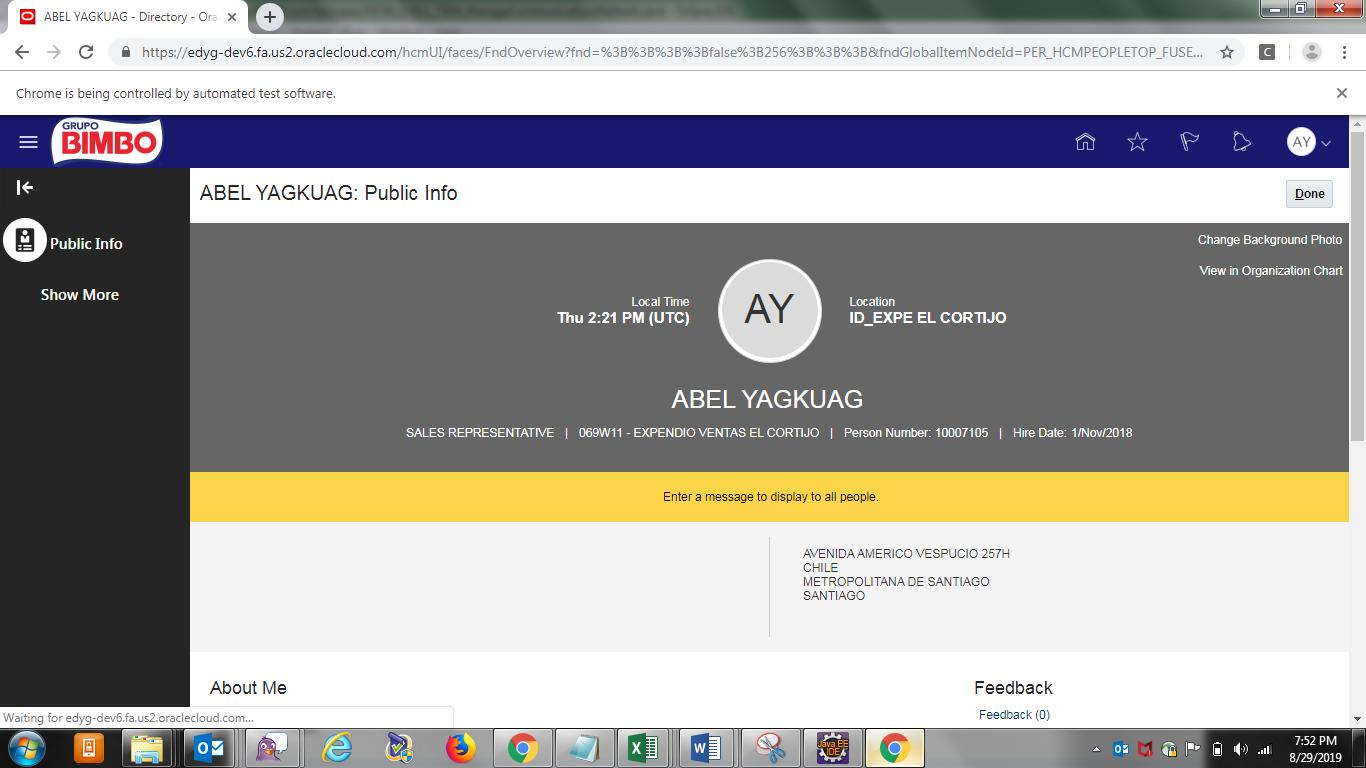 ABEL YAGKUAG - Directory - Ora
https://edyg-dev6.fa.us2.oraclecloud.com/hcmUI/faces/FndOverview?fnd=%3B%3B%3B%3Bfalse%3B256%3B%3B%3B&fndGlobalItemNodeId=PER_HCMPEOPLETOP_FUSE...
C
Chrome is being controlled by automated test software.
GRUPO
BIMBO
AY
ABEL YAGKUAG: Public Info
Done
Public Info
Show More
Change Background Photo
View in Organization Chart
Local Time
Thu 2:21 PM (UTC)
AY
Location
ID_EXPE EL CORTIJO
ABEL YAGKUAG
SALES REPRESENTATIVE | 069W11 - EXPENDIO VENTAS EL CORTIJO | Person Number: 10007105 | Hire Date: 1/Nov/2018
Enter a message to display to all people.
AVENIDA AMERICO VESPUCIO 257H
CHILE
METROPOLITANA DE SANTIAGO
SANTIAGO
About Me
Feedback
Feedback (0)
Waiting for edyg-dev6.fa.us2.oraclecloud.com...
Java EE
IDE
7:52 PM
8/29/2019